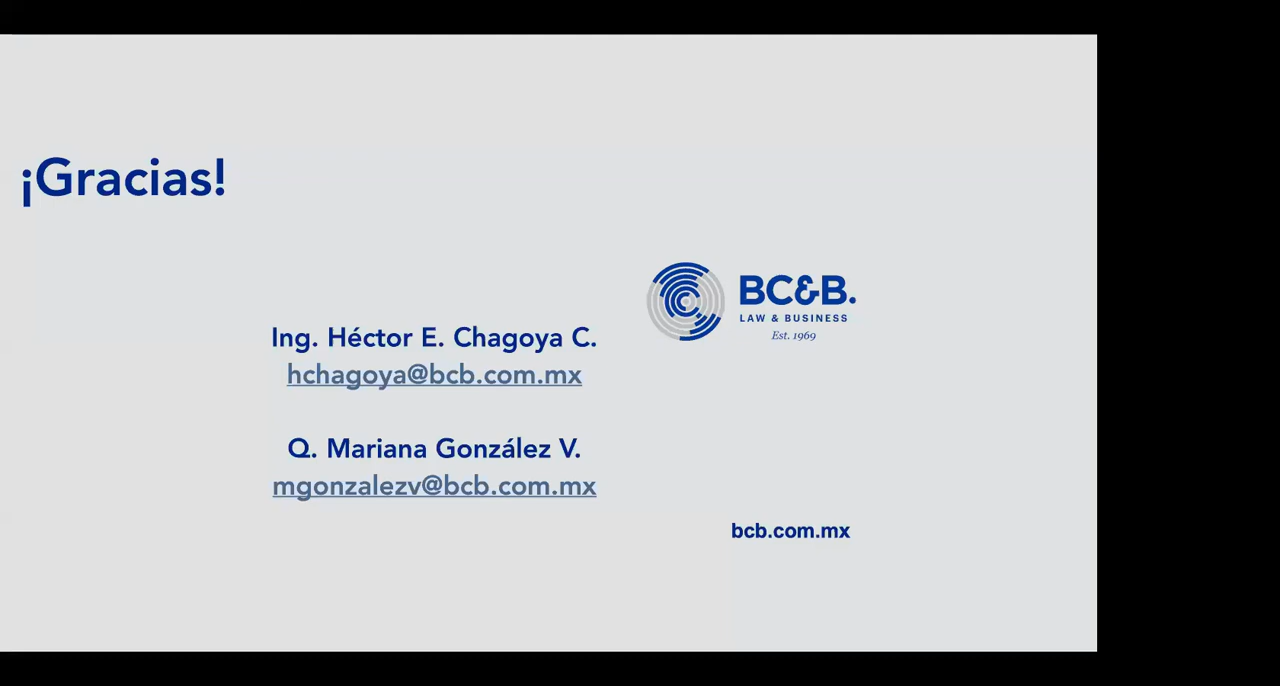 ¡Gracias!
BC&B.
LAW & BUSINESS
Est. 1969
Ing. Héctor E. Chagoya C.
hchagoya@bcb.com.mx
Q. Mariana González V.
mgonzalezv@bcb.com.mx
bcb.com.mx